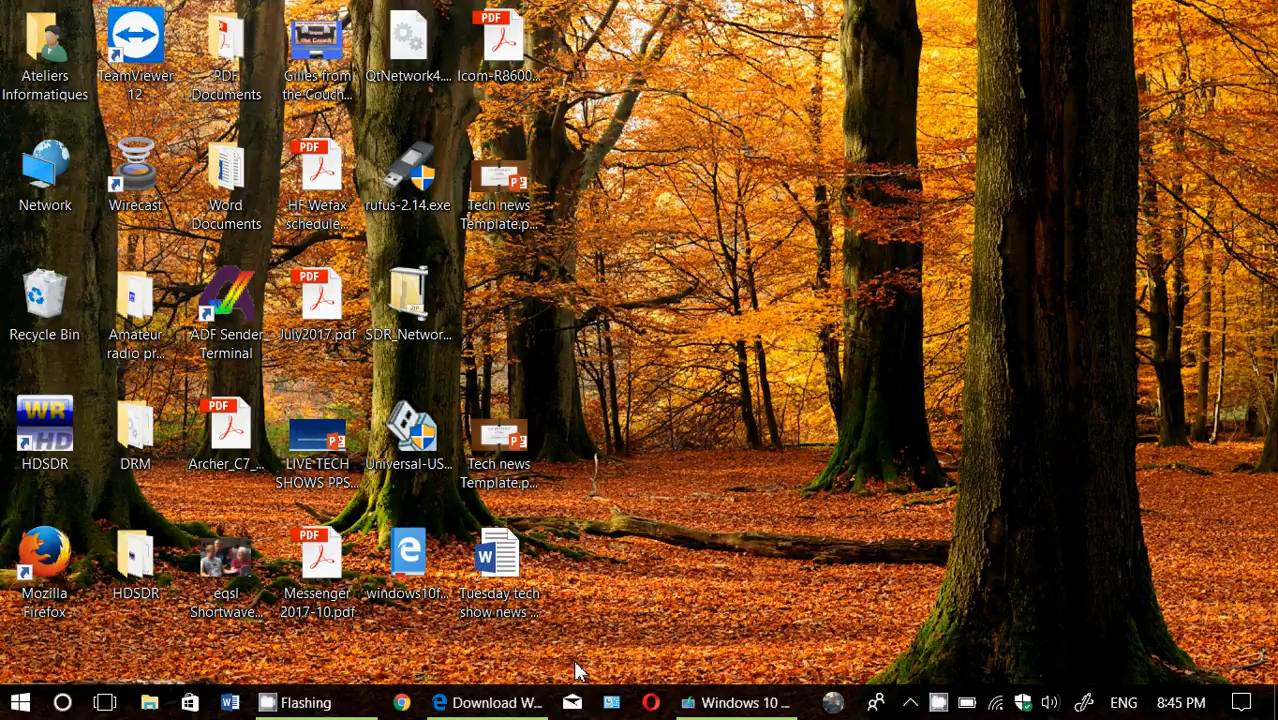 Ateliers
Informatiques
TeamViewer
12
PDF
Documents
Gilles from
the Couch...
QtNetwork4....
PDF
Icom-R8600...
Network
Wirecast
Word
Documents
PDF
HF Wefax
schedule...
rufus-2.14.exe
Tech news
Template.p...
Recycle Bin
Amateur
radio pr...
ADF Sender
Terminal
PDF
July2017.pdf
SDR_Networ...
WR
HD
HDSDR
DRM
PDF
Archer_C7_...
LIVE TECH
SHOWS PPS...
Universal-US...
Tech news
Template.p...
Mozilla
Firefox
HDSDR
eqsl
Shortwave...
PDF
Messenger
2017-10.pdf
windows10f...
Tuesday tech
show news ...
Flashing
Download W...
Windows 10 ...
ENG
8:45 PM